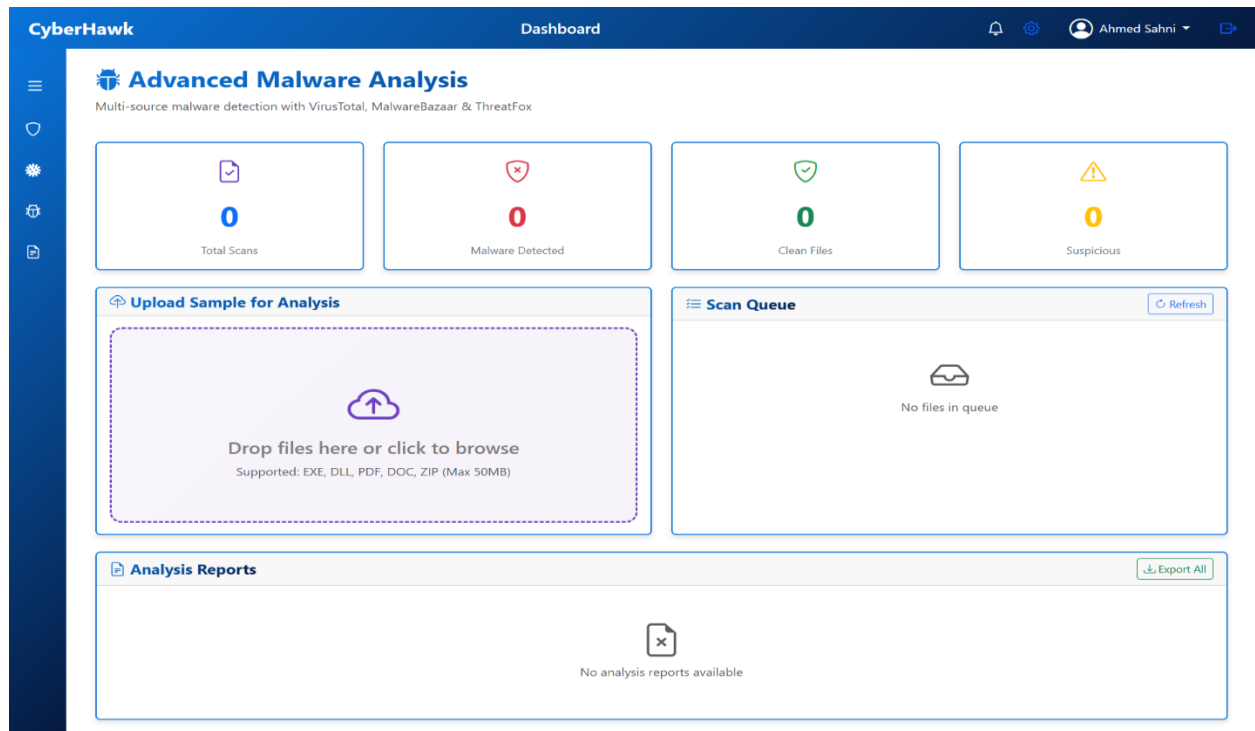 CyberHawk
Dashboard
Ahmed Sahni
Advanced Malware Analysis
Multi-source malware detection with VirusTotal, MalwareBazaar & ThreatFox
0
Total Scans
0
Malware Detected
0
Clean Files
0
Suspicious
Upload Sample for Analysis
Drop files here or click to browse
Supported: EXE, DLL, PDF, DOC, ZIP (Max 50MB)
Scan Queue
Refresh
No files in queue
Analysis Reports
Export All
No analysis reports available